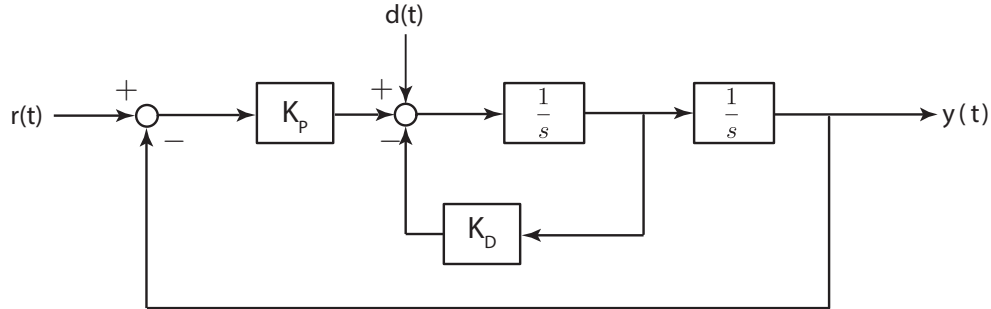 d(t)
r(t)
+
−
K_P
+
−
−
1/s
1/s
y(t)
K_D